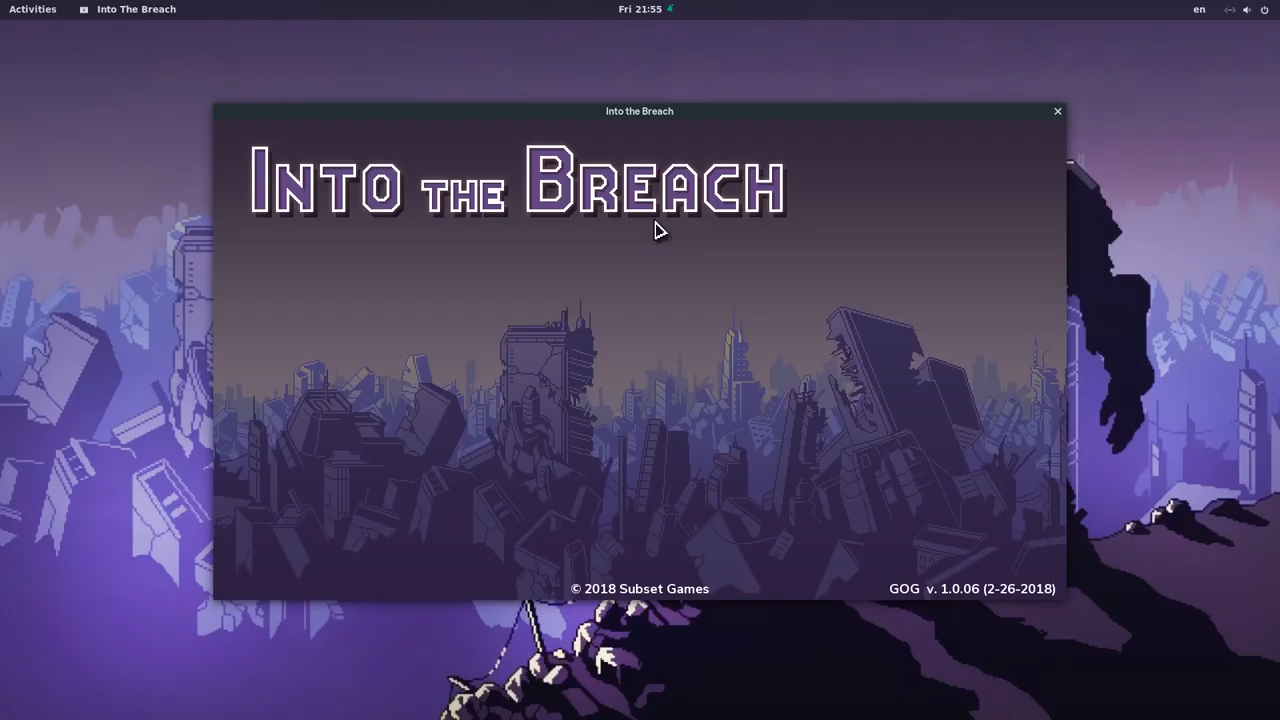 Activities Into The Breach Fri 21:55 en
Into the Breach
INTO THE BREACH
© 2018 Subset Games GOG v. 1.0.06 (2-26-2018)